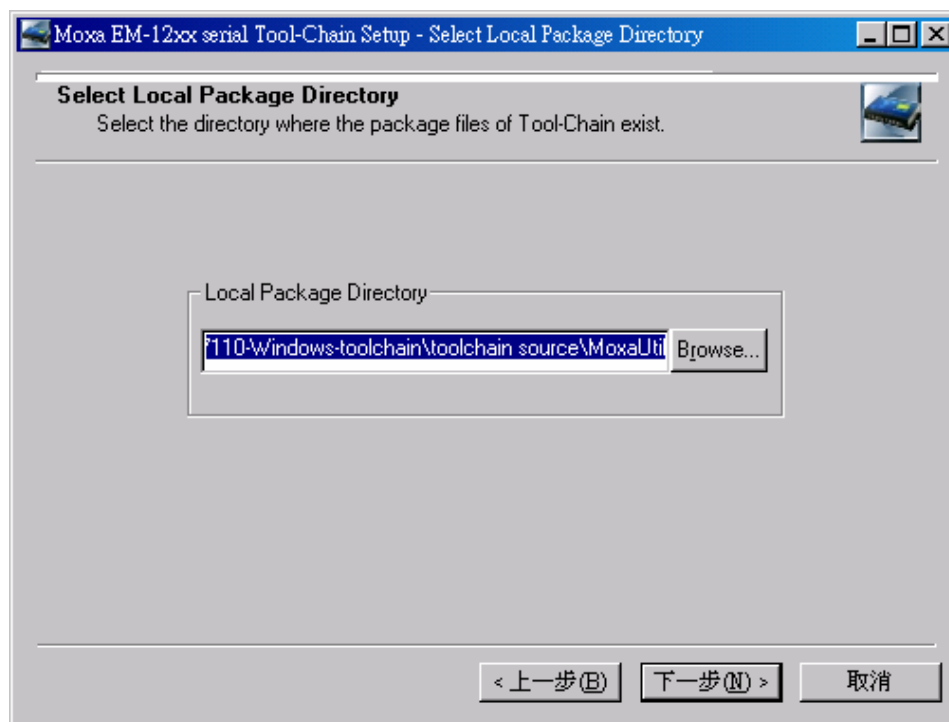 Moxa EM-12xx serial Tool-Chain Setup - Select Local Package Directory
Select Local Package Directory
Select the directory where the package files of Tool-Chain exist.
Local Package Directory
110-Windows-toolchain\toolchain source\MoxaUtil
Browse...
< 上一步(B)
下一步(N) >
取消